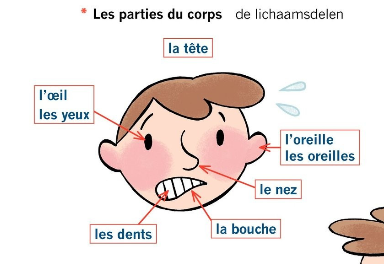 * Les parties du corps de lichaamsdelen
la tête
l'œil
les yeux
l'oreille
les oreilles
le nez
la bouche
les dents